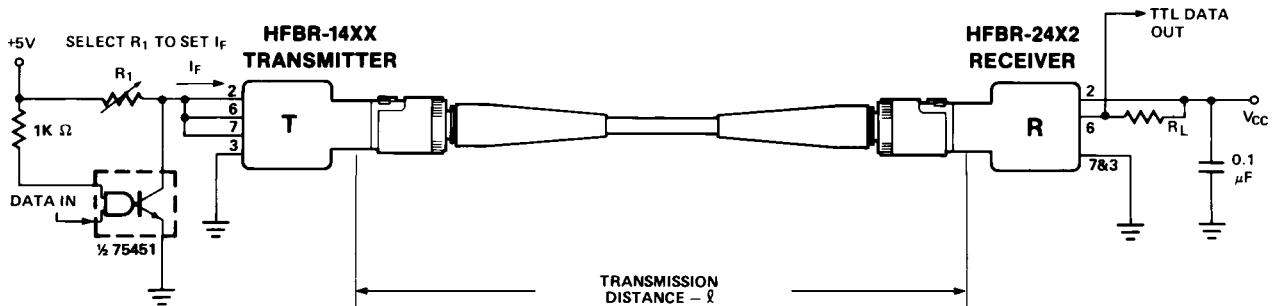 +5V
SELECT R1 TO SET IF
R1
IF
1K Ω
DATA IN
½ 75451
HFBR-14XX
TRANSMITTER
2
6
7
3
T
TRANSMISSION
DISTANCE – ℓ
HFBR-24X2
RECEIVER
R
2
6
7&3
TTL DATA
OUT
RL
VCC
0.1
μF